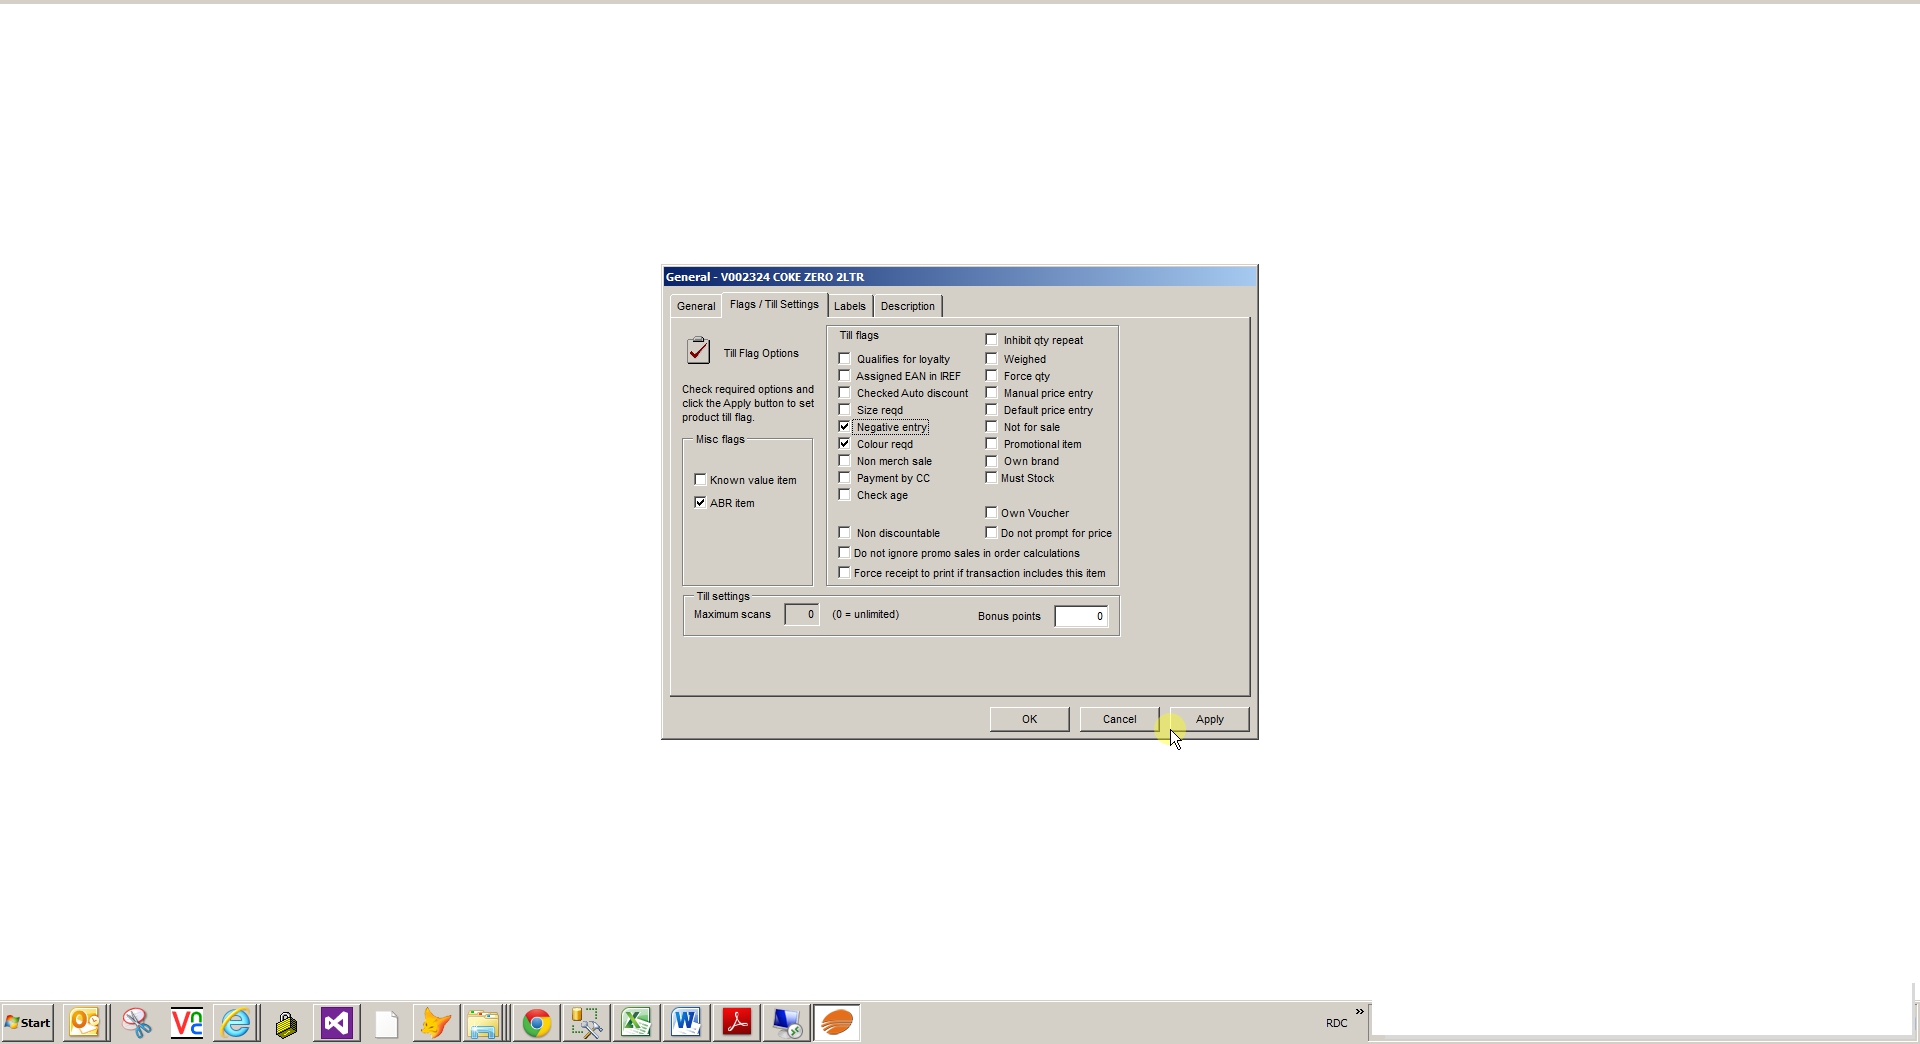 General - V002324 COKE ZERO 2LTR
General
Flags / Till Settings
Labels
Description
Till Flag Options
Check required options and
click the Apply button to set
product till flag.
Misc flags
Known value item
ABR item
Till flags
Qualifies for loyalty
Assigned EAN in IREF
Checked Auto discount
Size reqd
Negative entry
Colour reqd
Non merch sale
Payment by CC
Check age
Non discountable
Inhibit qty repeat
Weighed
Force qty
Manual price entry
Default price entry
Not for sale
Promotional item
Own brand
Must Stock
Own Voucher
Do not prompt for price
Do not ignore promo sales in order calculations
Force receipt to print if transaction includes this item
Till settings
Maximum scans 0 (0 = unlimited)
Bonus points 0
OK
Cancel
Apply
Start
RDC